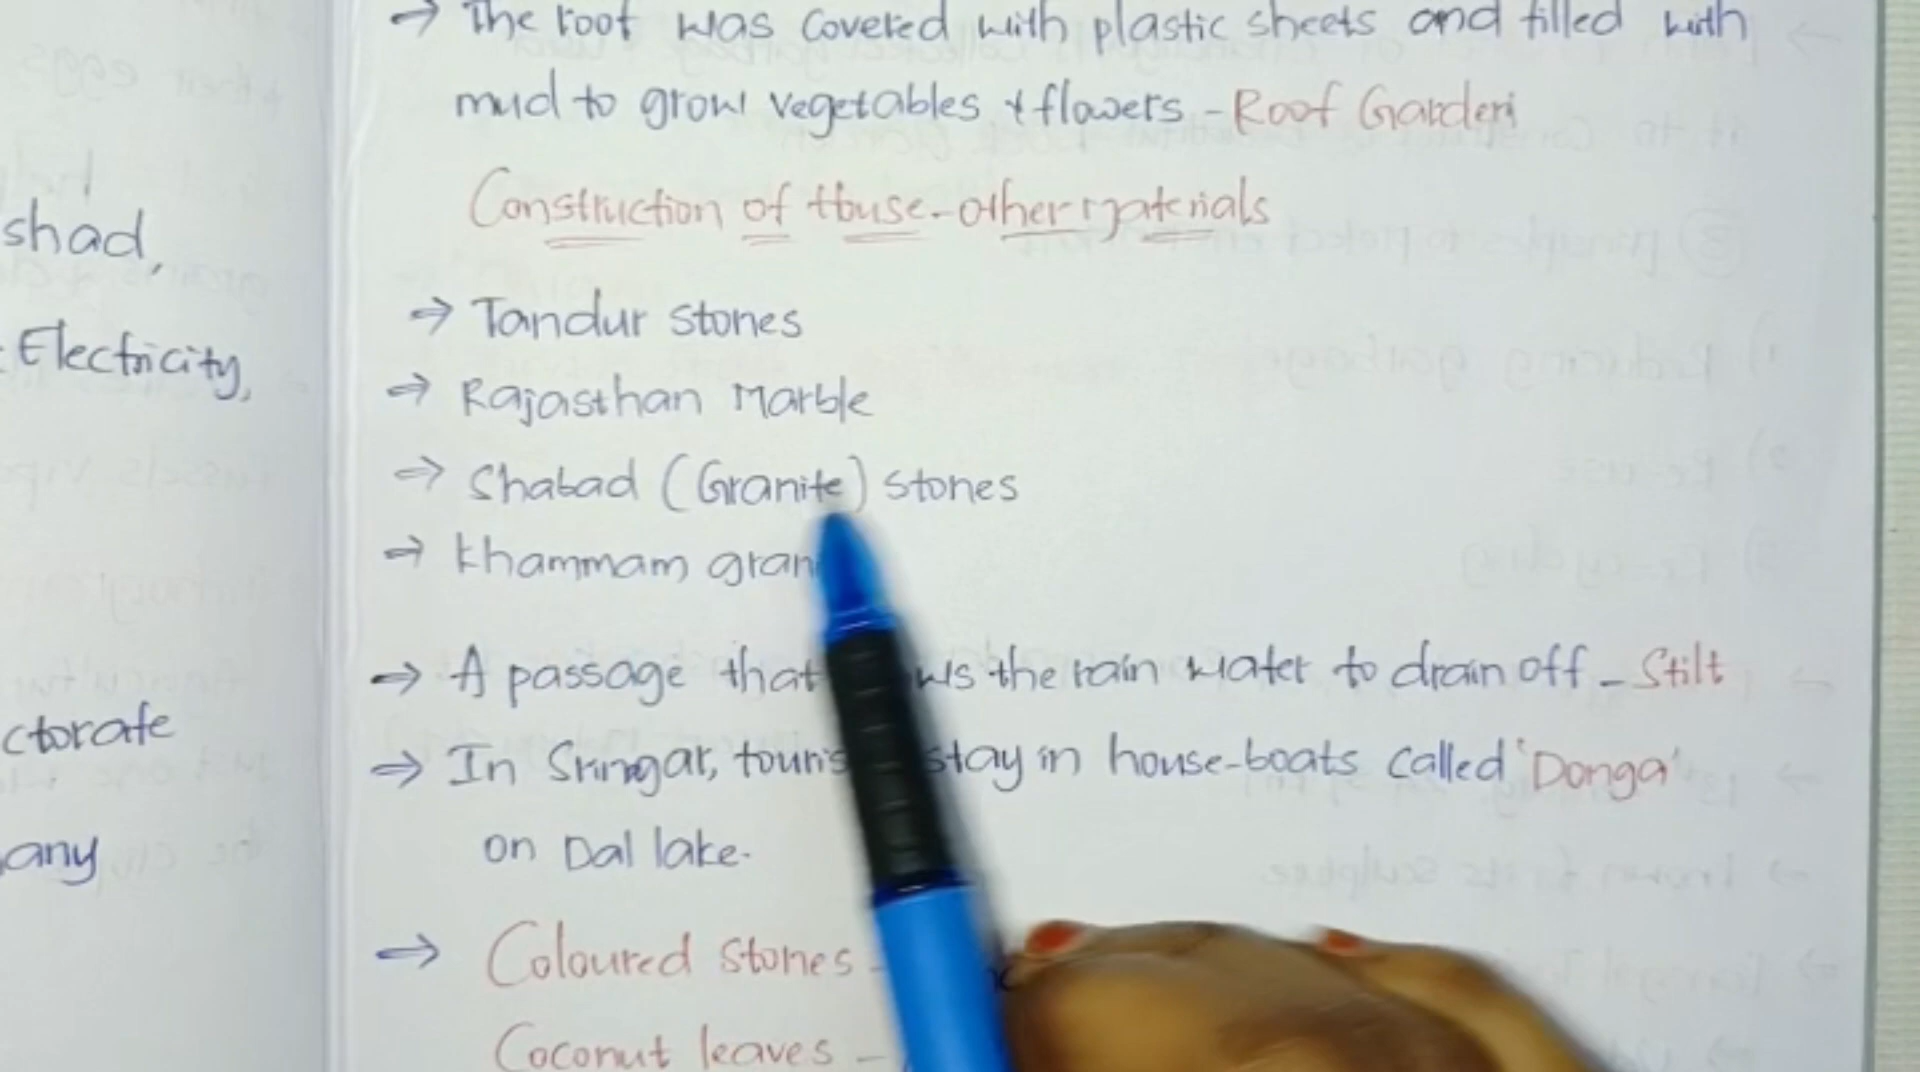 shad,
Electricity,
ctorate
any
→ The roof was covered with plastic sheets and filled with
mud to grow vegetables & flowers - Roof Garden
Construction of House-other materials
→ Tandur stones
→ Rajasthan Marble
→ Shabad (Granite) stones
→ Khammam gran
→ A passage that ws the rain water to drain off - Stilt
→ In Srinagar, touris stay in house-boats called 'Donga'
on Dal lake.
→ Coloured stones -
Coconut leaves -